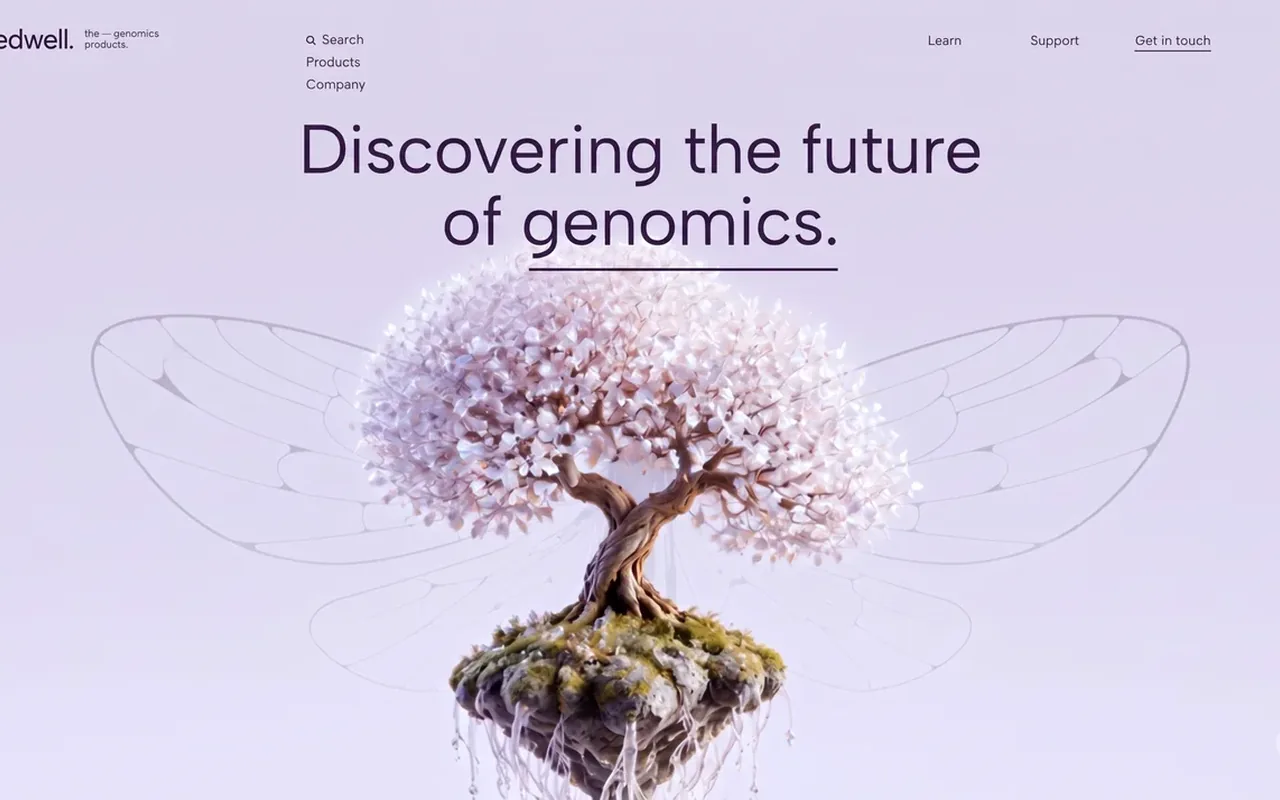 edwell.
the — genomics
products.
Search
Products
Company
Learn
Support
Get in touch
Discovering the future
of genomics.